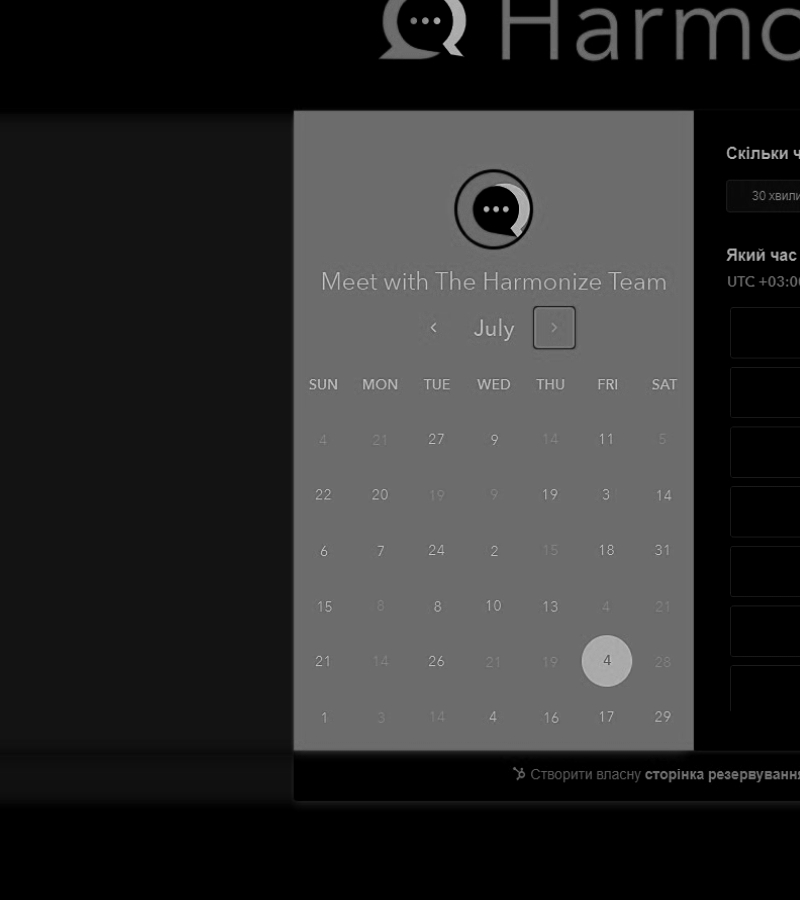 Harmo
Meet with The Harmonize Team
July
SUN MON TUE WED THU FRI SAT
4 21 27 9 14 11 5
22 20 19 9 19 3 14
6 7 24 2 15 18 31
15 8 8 10 13 4 21
21 14 26 21 19 4 28
1 3 14 4 16 17 29
Скільки ч
30 хвили
Який час
UTC +03:00
Створити власну сторінка резервування